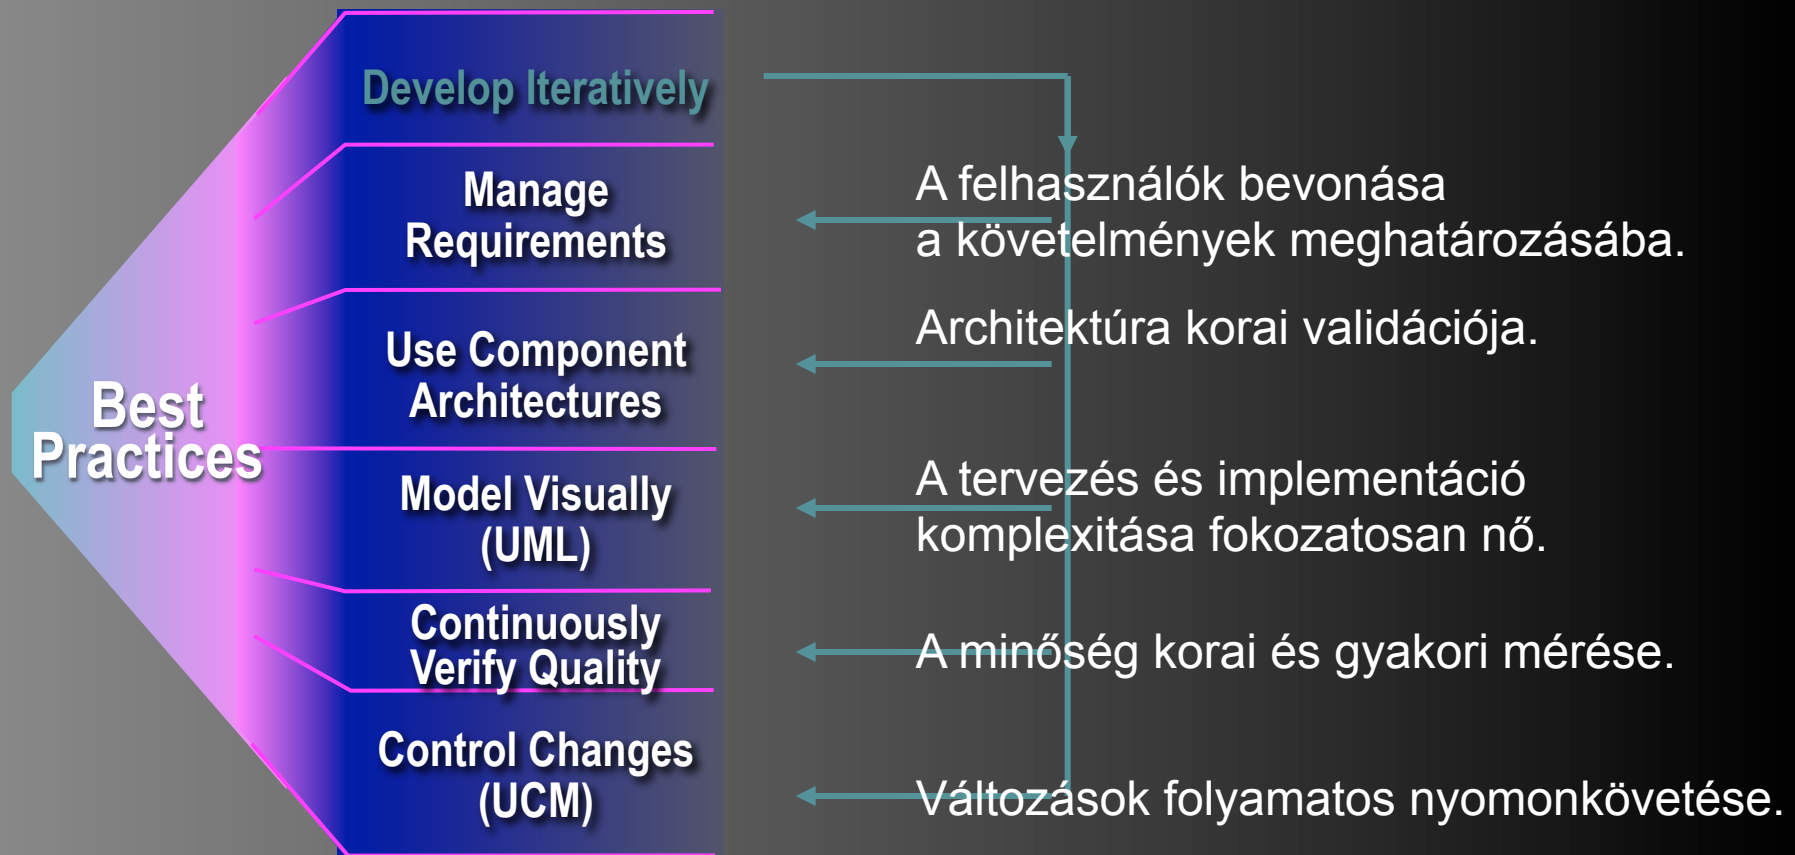 Best
Practices
Develop Iteratively
Manage
Requirements
Use Component
Architectures
Model Visually
(UML)
Continuously
Verify Quality
Control Changes
(UCM)
A felhasználók bevonása
a követelmények meghatározásába.
Architektúra korai validációja.
A tervezés és implementáció
komplexitása fokozatosan nő.
A minőség korai és gyakori mérése.
Változások folyamatos nyomonkövetése.